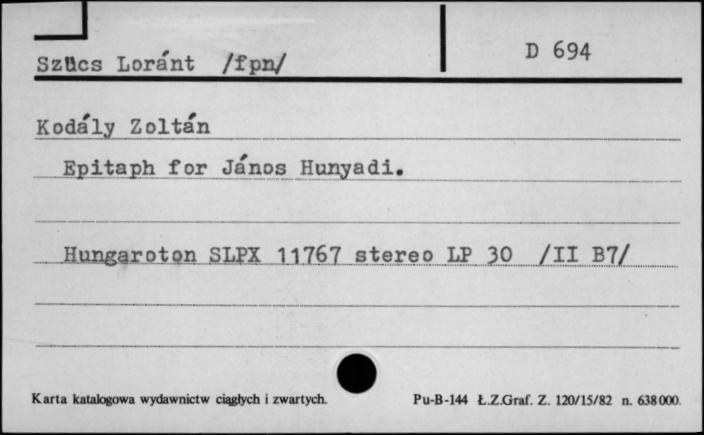 Szücs Loránt /fpn/
D 694
Kodály Zoltán
Epitaph for János Hunyadi.
Hungaroton SLPX 11767 stereo LP 30 /II B7/
Karta katalogowa wydawnictw ciągłych i zwartych.
Pu-B-144 Ł.Z.Graf. Z. 120/15/82 n. 638000.